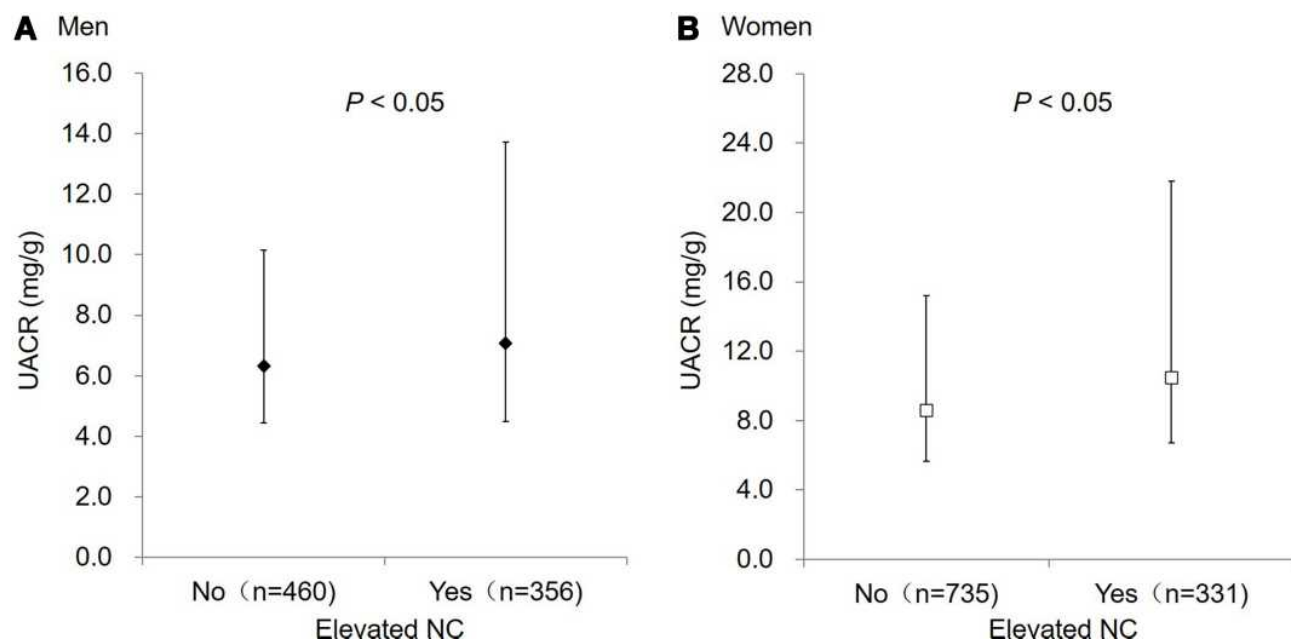 A Men
16.0
14.0
12.0
10.0
8.0
6.0
4.0
2.0
0.0
UACR (mg/g)
P < 0.05
No（n=460)
Yes（n=356)
Elevated NC
B Women
28.0
24.0
20.0
16.0
12.0
8.0
4.0
0.0
UACR (mg/g)
P < 0.05
No（n=735)
Yes（n=331)
Elevated NC